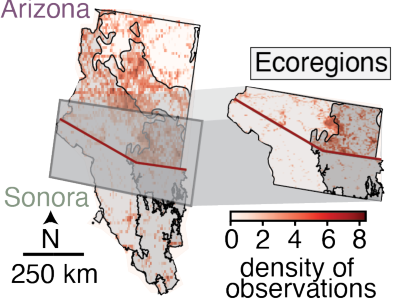 Arizona
Ecoregions
Sonora
N
250 km
0 2 4 6 8
density of
observations